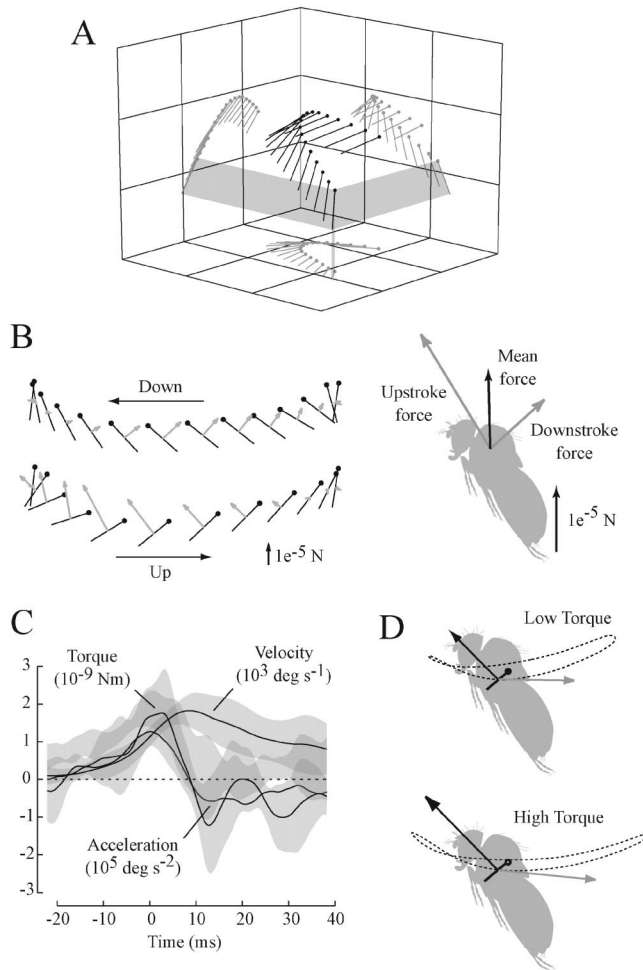 A
B
Down
Up
1e-5 N
Upstroke
force
Mean
force
Downstroke
force
1e-5 N
C
3
2
1
0
-1
-2
-3
Torque
(10-9 Nm)
Velocity
(103 deg s-1)
Acceleration
(105 deg s-2)
-20 -10 0 10 20 30 40
Time (ms)
D
Low Torque
High Torque